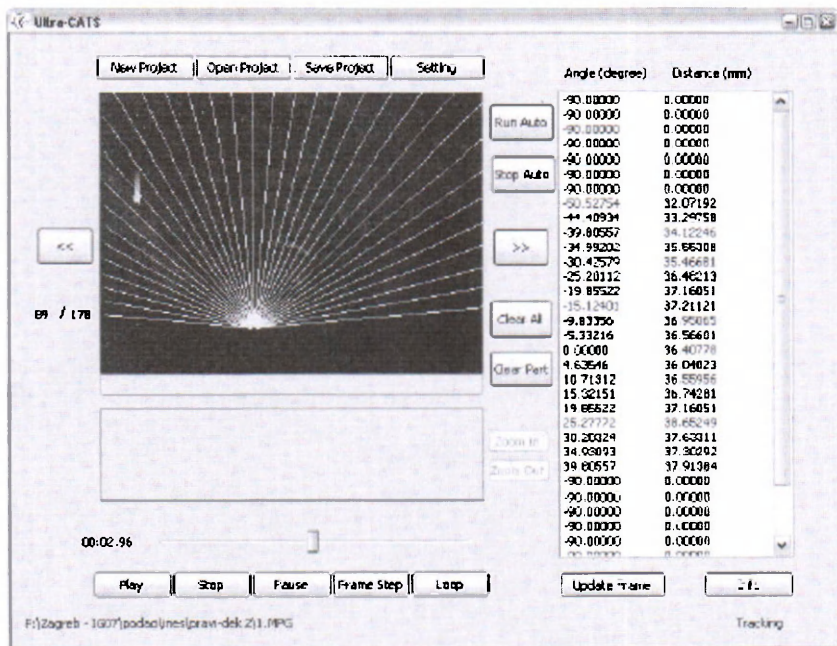 Ultra-CATS
New Project Open Project Save Project Setting
Angle (degree) Distance (mm)
Run Auto
Stop Auto
<<
>>
89 / 178
Clear All
Clear Part
Zoom In
Zoom Out
-90.00000 0.00000
-90.00000 0.00000
-90.00000 0.00000
-90.00000 0.00000
-90.00000 0.00000
-90.00000 0.00000
-90.00000 0.00000
-50.52754 32.07192
-44.40934 33.29758
-39.80557 34.12246
-34.99202 35.66308
-30.42579 35.46681
-25.20112 36.46213
-19.85522 37.16051
-15.12401 37.21121
-9.83356 36.95065
-5.33216 36.56601
0.00000 36.40778
4.63546 36.04023
10.71312 36.55956
15.32151 36.74281
19.85522 37.16051
25.27772 38.65249
30.20324 37.63311
34.93093 37.30292
39.80557 37.91384
-90.00000 0.00000
-90.00000 0.00000
-90.00000 0.00000
-90.00000 0.00000
-90.00000 0.00000
00:02.96
Play Stop Pause Frame Step Loop
Update Frame
Tracking